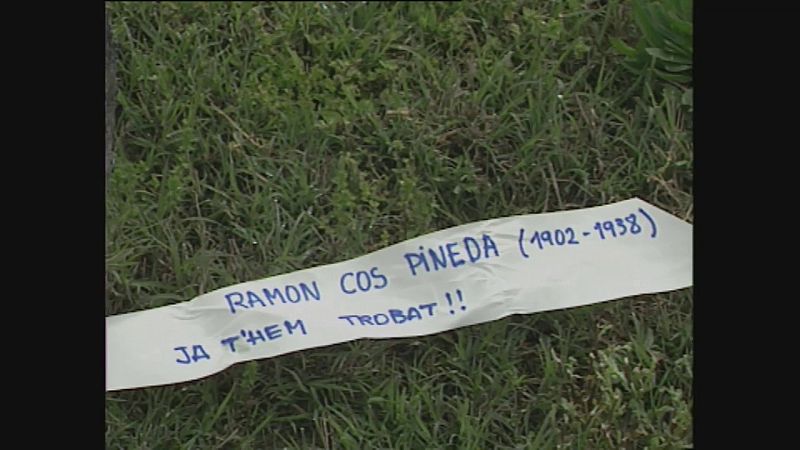 RAMON COS PINEDA (1902-1938)
JA T'HEM TROBAT!!